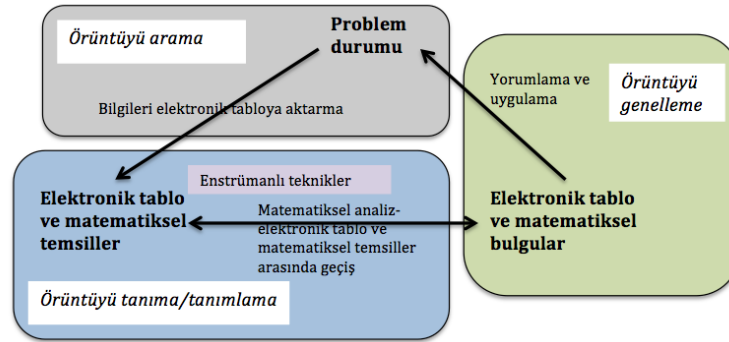 Örüntüyü arama
Problem
durumu
Bilgileri elektronik tabloya aktarma
Yorumlama ve
uygulama
Örüntüyü
genelleme
Enstrümanlı teknikler
Elektronik tablo
ve matematiksel
temsiller
Matematiksel analiz-
elektronik tablo ve
matematiksel temsiller
arasında geçiş
Elektronik tablo
ve matematiksel
bulgular
Örüntüyü tanıma/tanımlama